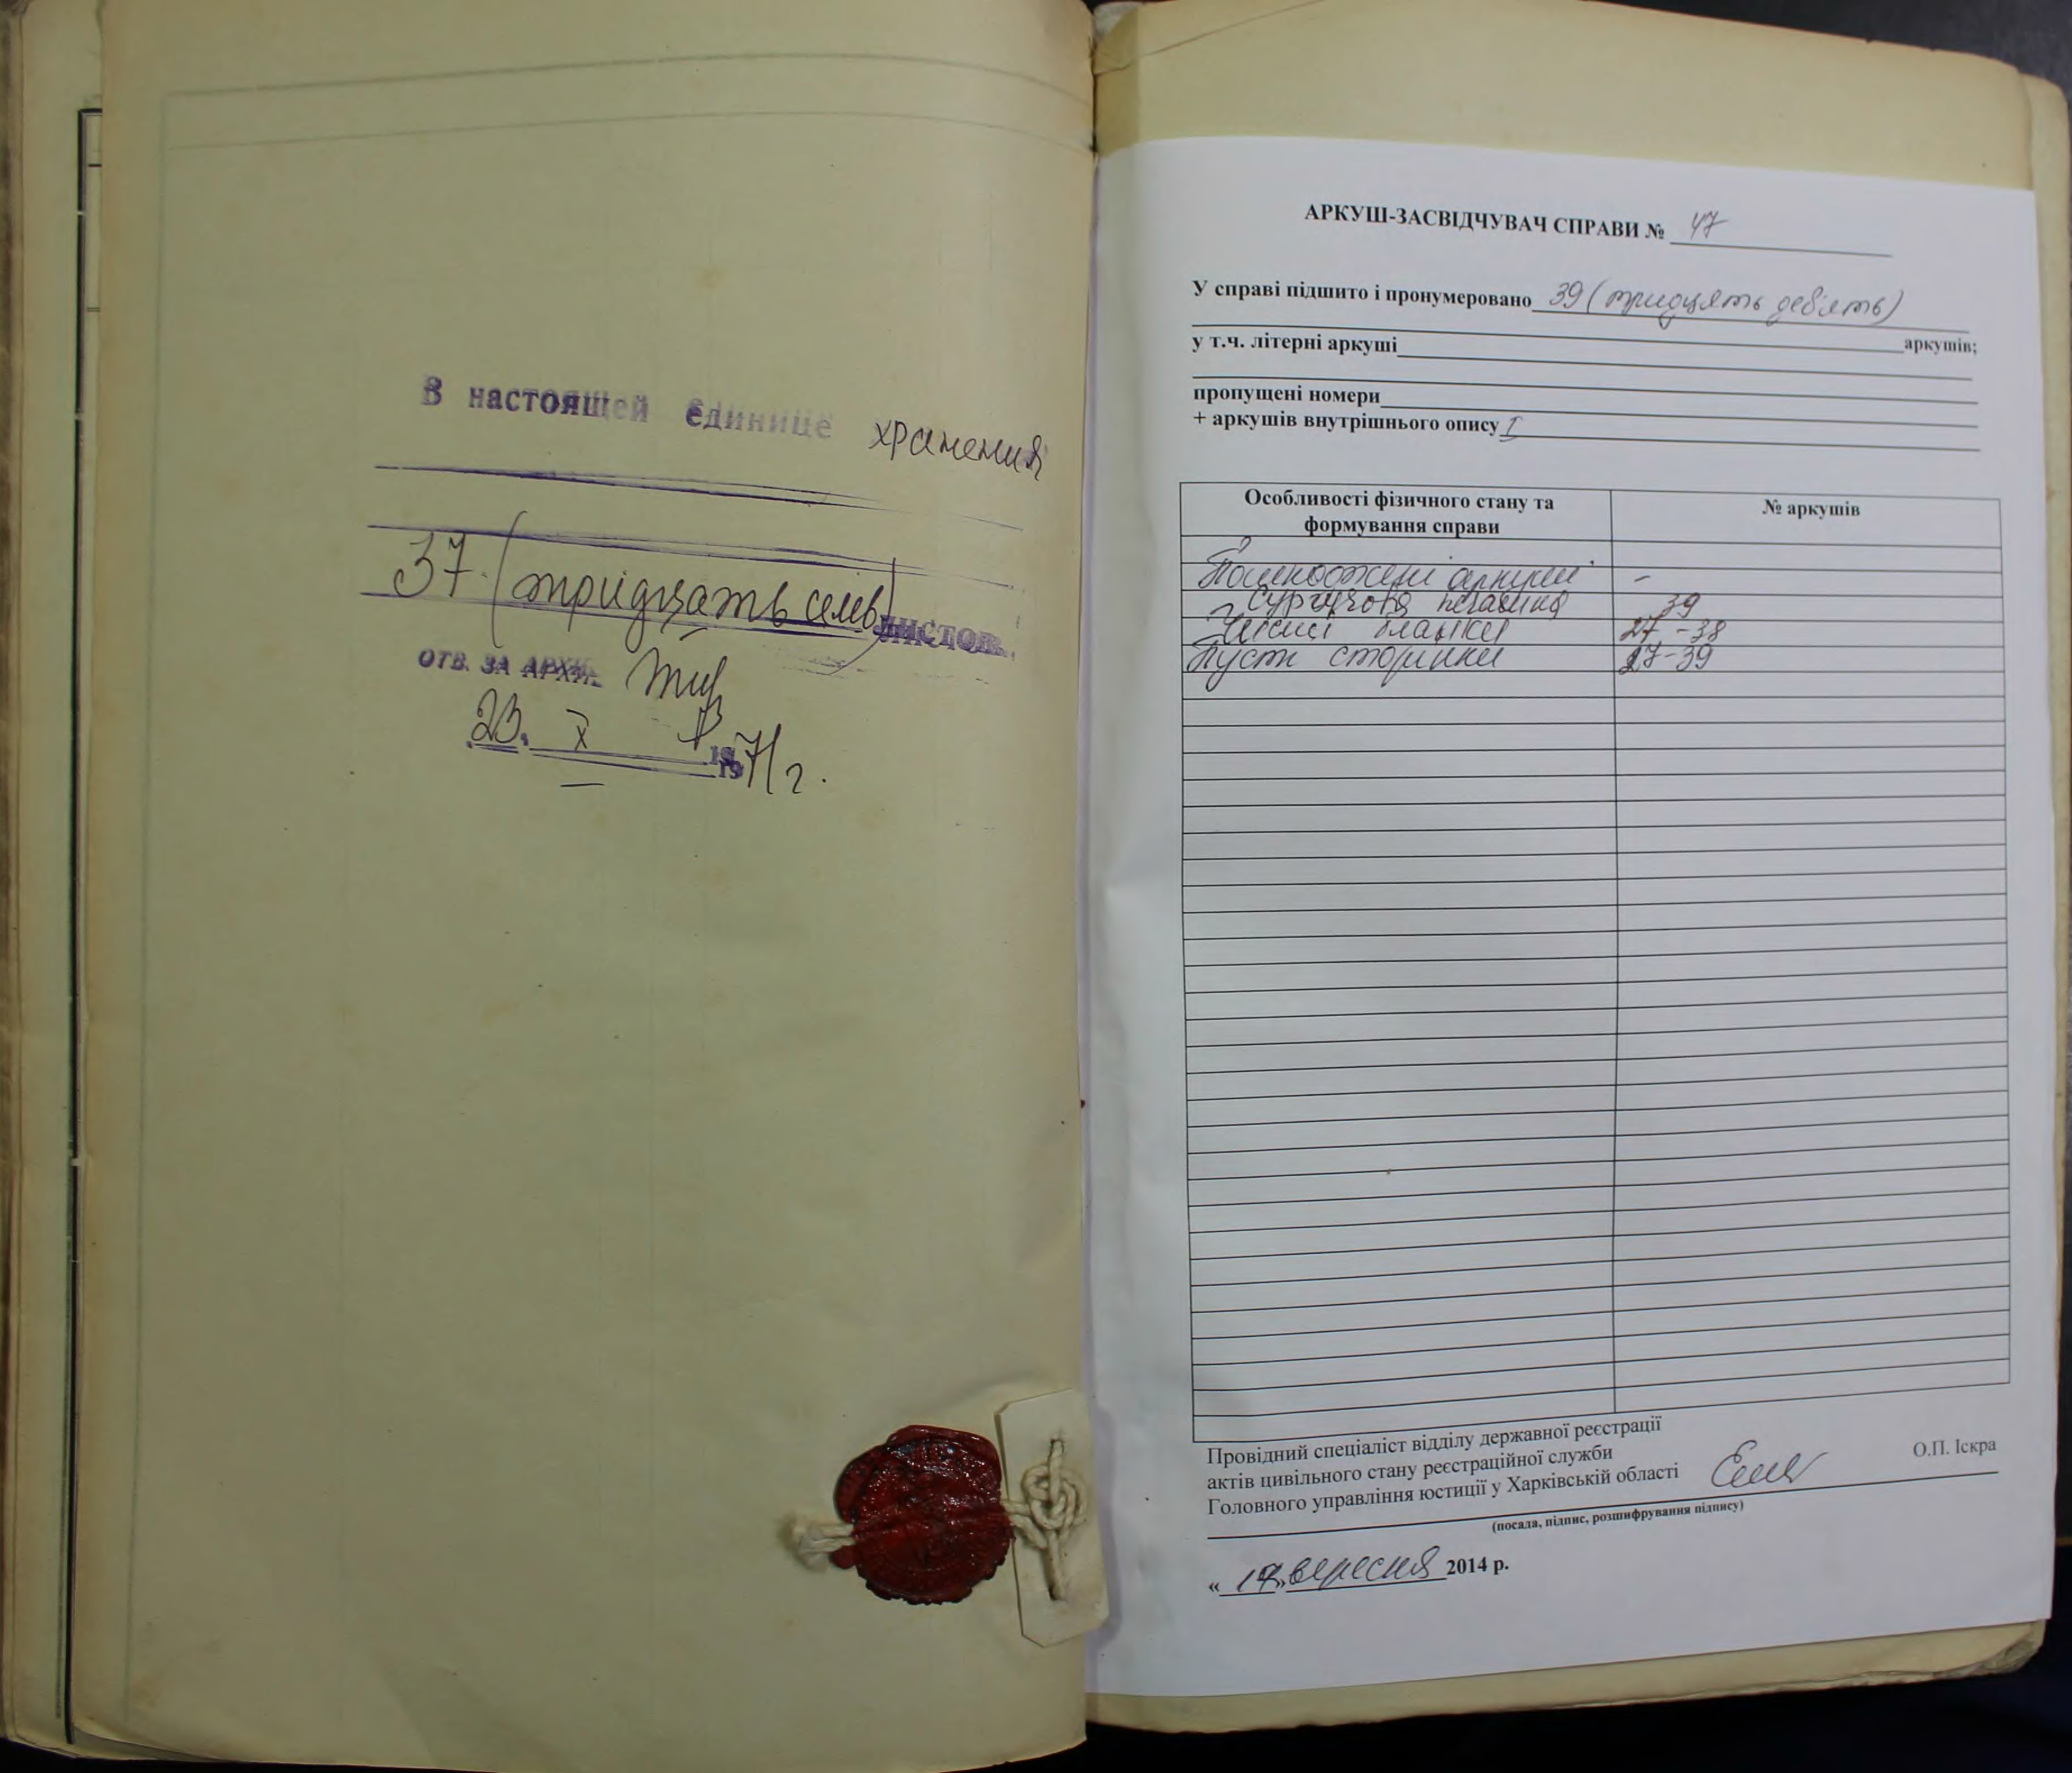 В настоящей единице хранения
37 (тридцать семь) листов.
ОТВ. ЗА АРХИВ
23. X 1971 г.
АРКУШ-ЗАСВІДЧУВАЧ СПРАВИ № 47
У справі підшито і пронумеровано 39 (тридцять дев'ять)
аркушів;
у т.ч. літерні аркуші
пропущені номери
+ аркушів внутрішнього опису I
Особливості фізичного стану та формування справи
№ аркушів
Пошкоджені аркуші -
Сургучова печатка 39
Чисті бланки 27-38
Пусті сторінки 27-39
Провідний спеціаліст відділу державної реєстрації
актів цивільного стану реєстраційної служби
Головного управління юстиції у Харківській області О.П. Іскра
(посада, підпис, розшифрування підпису)
« » вересня 2014 р.